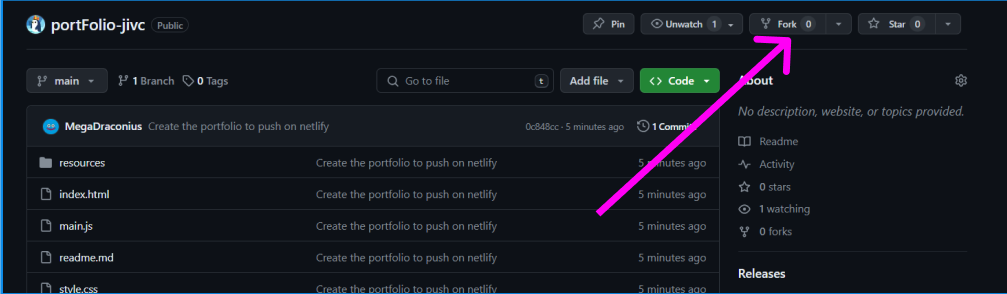 portFolio-jivc Public Pin Unwatch 1 Fork 0 Star 0
main 1 Branch 0 Tags Go to file t Add file Code
About
No description, website, or topics provided.
MegaDraconius Create the portfolio to push on netlify 0c848cc · 5 minutes ago 1 Commit
Readme
resources Create the portfolio to push on netlify 5 minutes ago
Activity
index.html Create the portfolio to push on netlify 5 minutes ago
0 stars
1 watching
main.js Create the portfolio to push on netlify 5 minutes ago
0 forks
readme.md Create the portfolio to push on netlify 5 minutes ago
Releases
style.css Create the portfolio to push on netlify 5 minutes ago